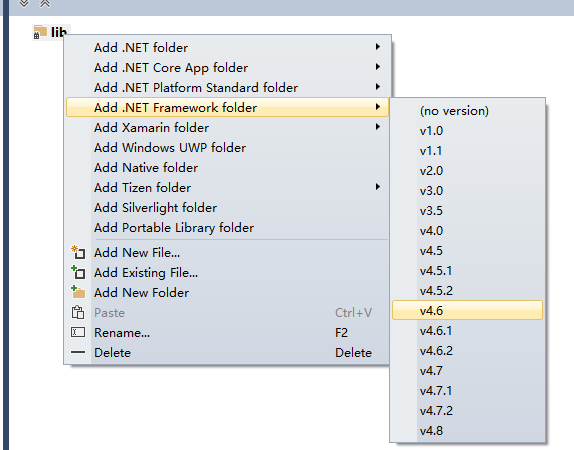 lib
Add .NET folder
Add .NET Core App folder
Add .NET Platform Standard folder
Add .NET Framework folder
Add Xamarin folder
Add Windows UWP folder
Add Native folder
Add Tizen folder
Add Silverlight folder
Add Portable Library folder
Add New File...
Add Existing File...
Add New Folder
Paste Ctrl+V
Rename... F2
Delete Delete
(no version)
v1.0
v1.1
v2.0
v3.0
v3.5
v4.0
v4.5
v4.5.1
v4.5.2
v4.6
v4.6.1
v4.6.2
v4.7
v4.7.1
v4.7.2
v4.8